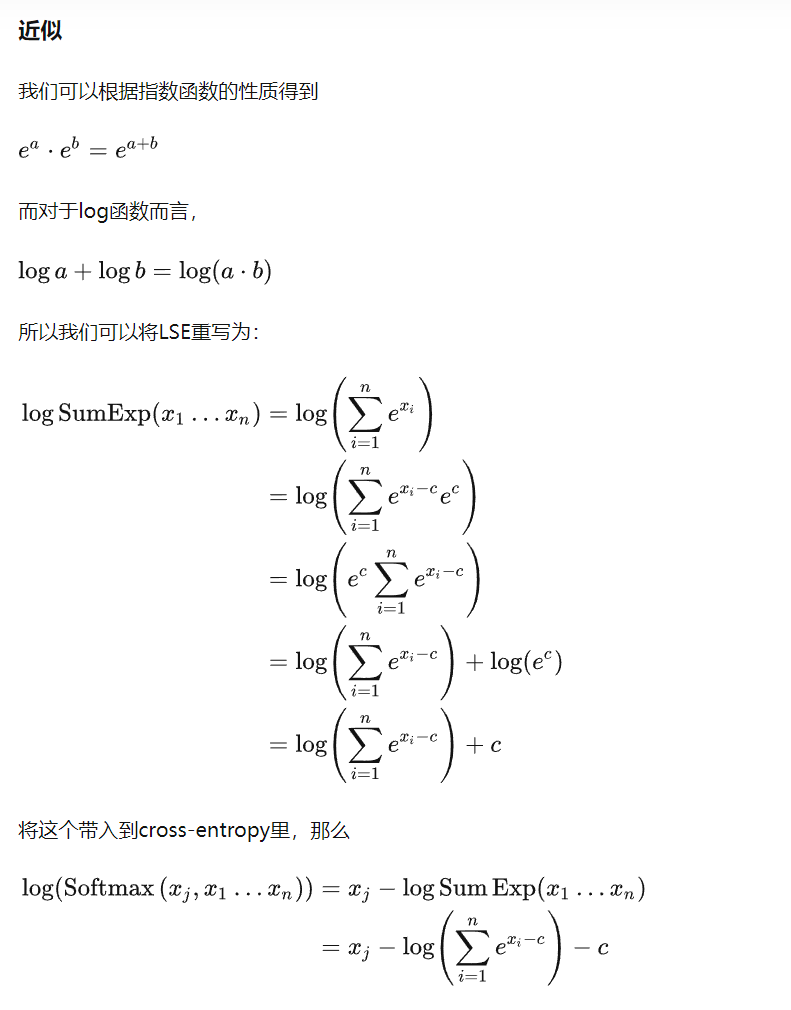 近似
我们可以根据指数函数的性质得到
e^a · e^b = e^{a+b}
而对于log函数而言，
log a + log b = log(a · b)
所以我们可以将LSE重写为：
log SumExp(x_1 … x_n) = log(∑_{i=1}^{n} e^{x_i})
= log(∑_{i=1}^{n} e^{x_i−c} e^c)
= log(e^c ∑_{i=1}^{n} e^{x_i−c})
= log(∑_{i=1}^{n} e^{x_i−c}) + log(e^c)
= log(∑_{i=1}^{n} e^{x_i−c}) + c
将这个带入到cross-entropy里，那么
log(Softmax (x_j, x_1 … x_n)) = x_j − log Sum Exp(x_1 … x_n)
= x_j − log(∑_{i=1}^{n} e^{x_i−c}) − c